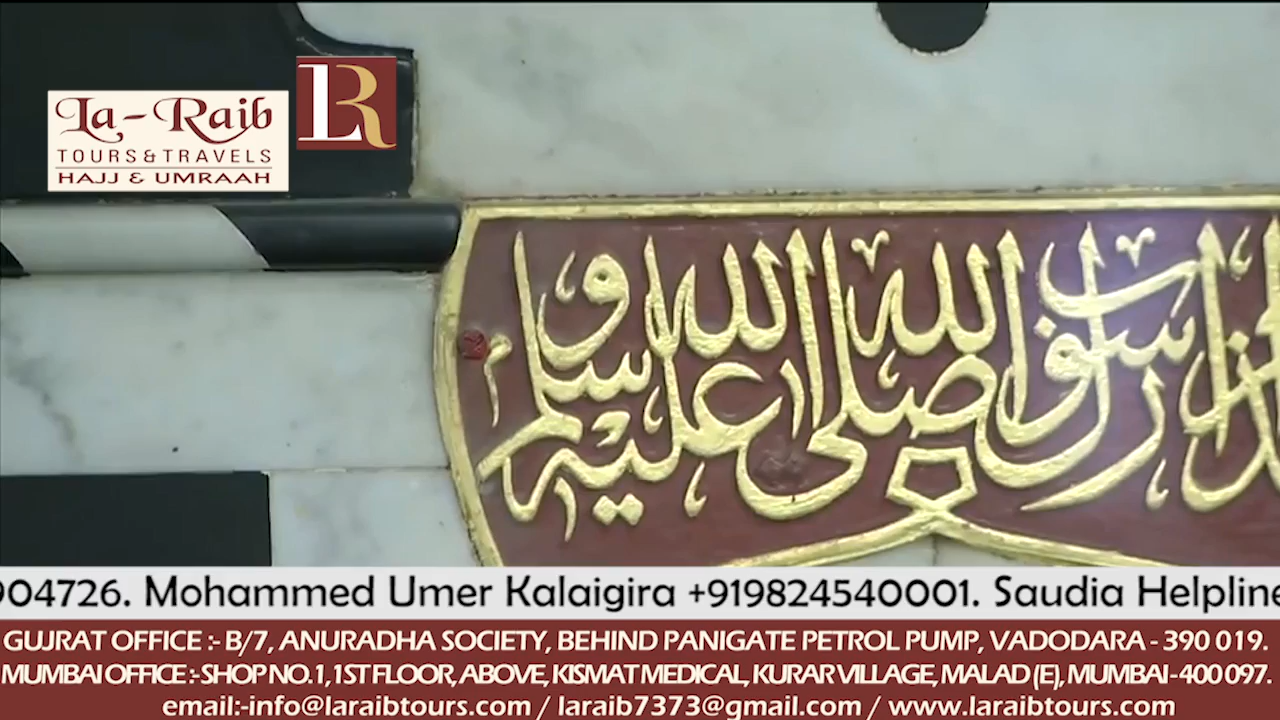 La-Raib
TOURS & TRAVELS
HAJJ & UMRAAH
LR
رسول الله صلى الله عليه وسلم
904726. Mohammed Umer Kalaigira +919824540001. Saudia Helpline
GUJRAT OFFICE :- B/7, ANURADHA SOCIETY, BEHIND PANIGATE PETROL PUMP, VADODARA - 390 019.
MUMBAI OFFICE :- SHOP NO. 1, 1ST FLOOR, ABOVE, KISMAT MEDICAL, KURAR VILLAGE, MALAD (E), MUMBAI - 400 097.
email:-info@laraibtours.com / laraib7373@gmail.com / www.laraibtours.com